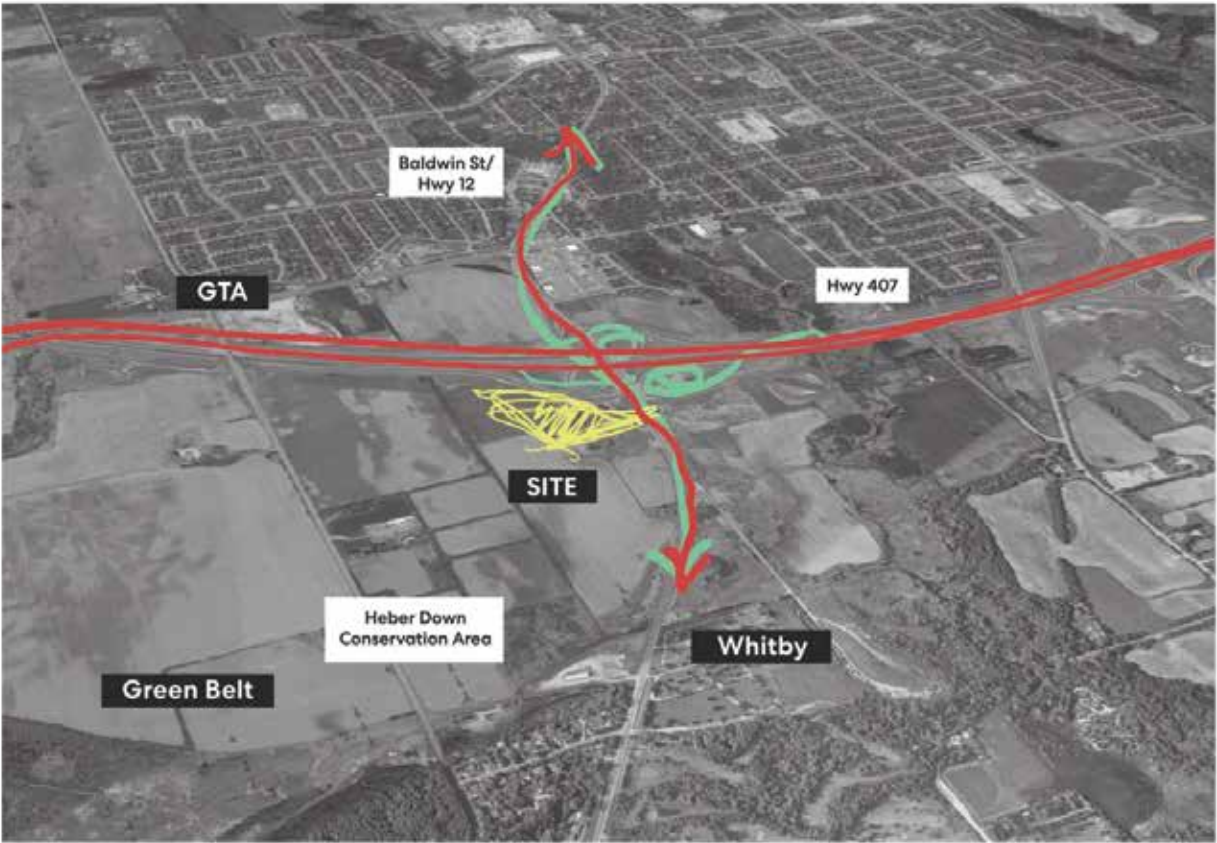 Baldwin St/
Hwy 12
GTA
Hwy 407
SITE
Heber Down
Conservation Area
Whitby
Green Belt